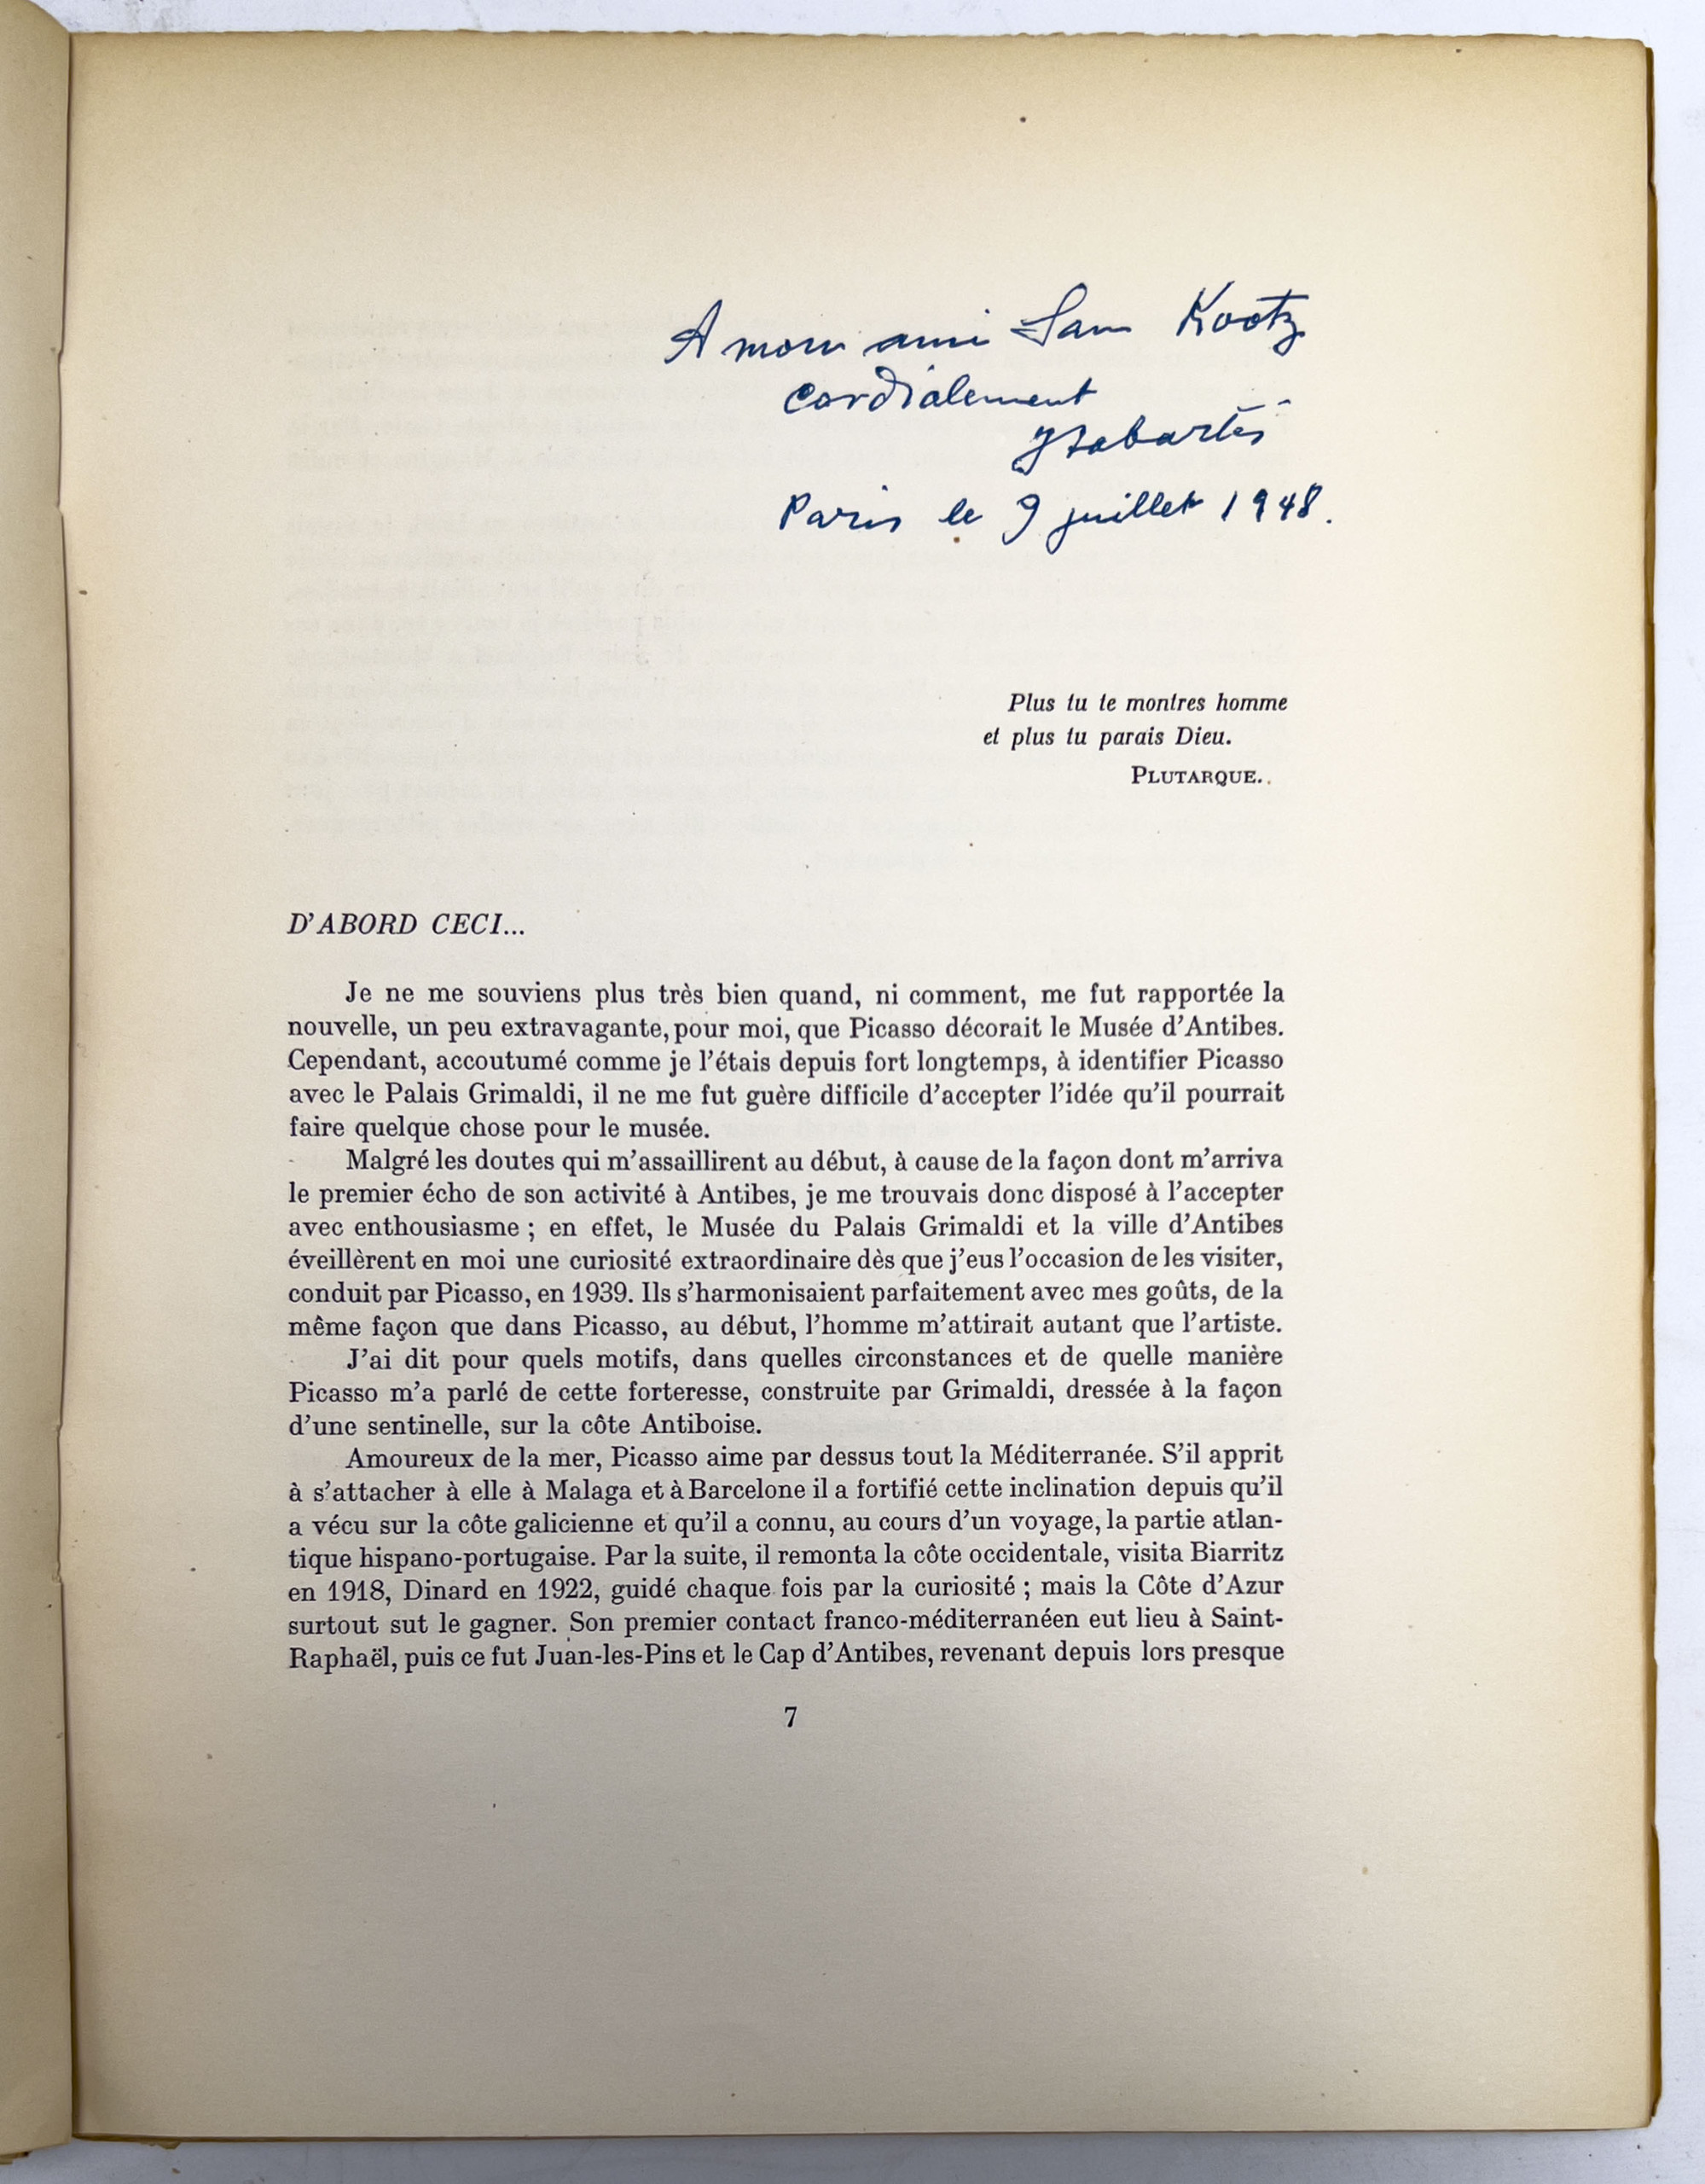 A mon ami Sam Kootz
cordialement
JSabartés
Paris le 9 juillet 1948.
Plus tu te montres homme
et plus tu parais Dieu.
PLUTARQUE.
D'ABORD CECI...
Je ne me souviens plus très bien quand, ni comment, me fut rapportée la
nouvelle, un peu extravagante, pour moi, que Picasso décorait le Musée d'Antibes.
Cependant, accoutumé comme je l'étais depuis fort longtemps, à identifier Picasso
avec le Palais Grimaldi, il ne me fut guère difficile d'accepter l'idée qu'il pourrait
faire quelque chose pour le musée.
Malgré les doutes qui m'assaillirent au début, à cause de la façon dont m'arriva
le premier écho de son activité à Antibes, je me trouvais donc disposé à l'accepter
avec enthousiasme ; en effet, le Musée du Palais Grimaldi et la ville d'Antibes
éveillèrent en moi une curiosité extraordinaire dès que j'eus l'occasion de les visiter,
conduit par Picasso, en 1939. Ils s'harmonisaient parfaitement avec mes goûts, de la
même façon que dans Picasso, au début, l'homme m'attirait autant que l'artiste.
J'ai dit pour quels motifs, dans quelles circonstances et de quelle manière
Picasso m'a parlé de cette forteresse, construite par Grimaldi, dressée à la façon
d'une sentinelle, sur la côte Antiboise.
Amoureux de la mer, Picasso aime par dessus tout la Méditerranée. S'il apprit
à s'attacher à elle à Malaga et à Barcelone il a fortifié cette inclination depuis qu'il
a vécu sur la côte galicienne et qu'il a connu, au cours d'un voyage, la partie atlan-
tique hispano-portugaise. Par la suite, il remonta la côte occidentale, visita Biarritz
en 1918, Dinard en 1922, guidé chaque fois par la curiosité ; mais la Côte d'Azur
surtout sut le gagner. Son premier contact franco-méditerranéen eut lieu à Saint-
Raphaël, puis ce fut Juan-les-Pins et le Cap d'Antibes, revenant depuis lors presque
7